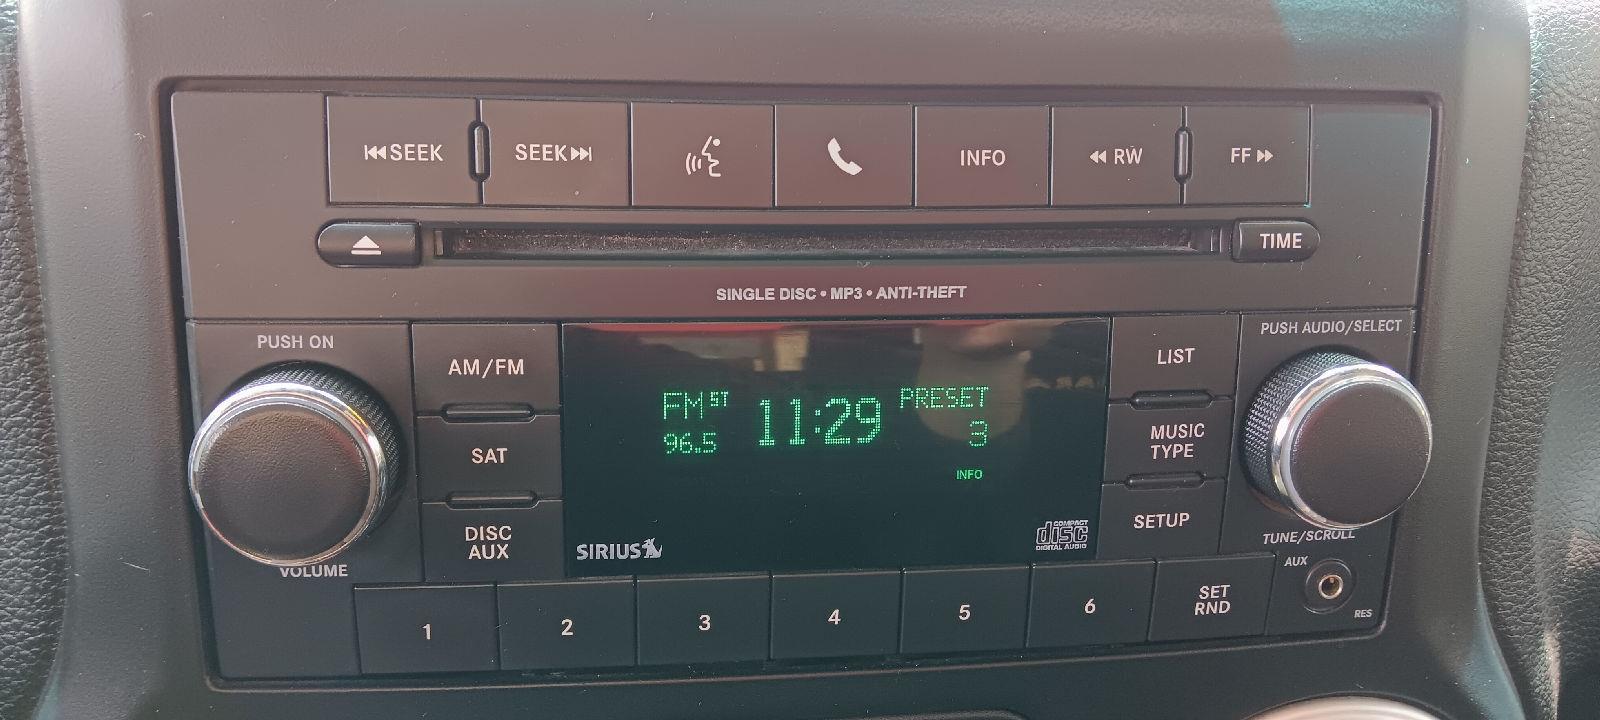 SEEK SEEK INFO RW FF
TIME
SINGLE DISC • MP3 • ANTI-THEFT
PUSH ON
AM/FM
SAT
DISC
AUX
VOLUME
FM ST
96.5
11:29
PRESET
3
INFO
SIRIUS
COMPACT
disc
DIGITAL AUDIO
LIST
MUSIC
TYPE
SETUP
PUSH AUDIO/SELECT
TUNE/SCROLL
AUX
RES
1 2 3 4 5 6 SET
RND